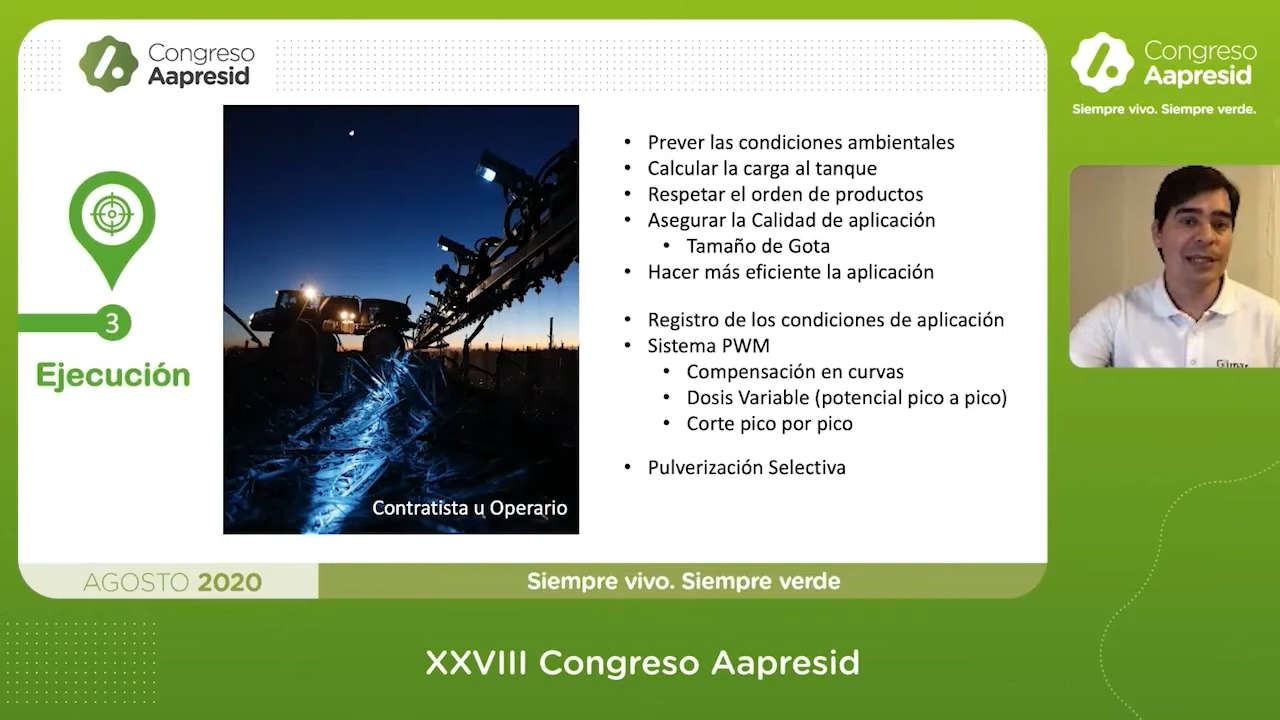 Congreso
Aapresid
3
Ejecución
Contratista u Operario
• Prever las condiciones ambientales
• Calcular la carga al tanque
• Respetar el orden de productos
• Asegurar la Calidad de aplicación
• Tamaño de Gota
• Hacer más eficiente la aplicación
• Registro de los condiciones de aplicación
• Sistema PWM
• Compensación en curvas
• Dosis Variable (potencial pico a pico)
• Corte pico por pico
• Pulverización Selectiva
AGOSTO 2020
Siempre vivo. Siempre verde
Congreso
Aapresid
Siempre vivo. Siempre verde.
XXVIII Congreso Aapresid